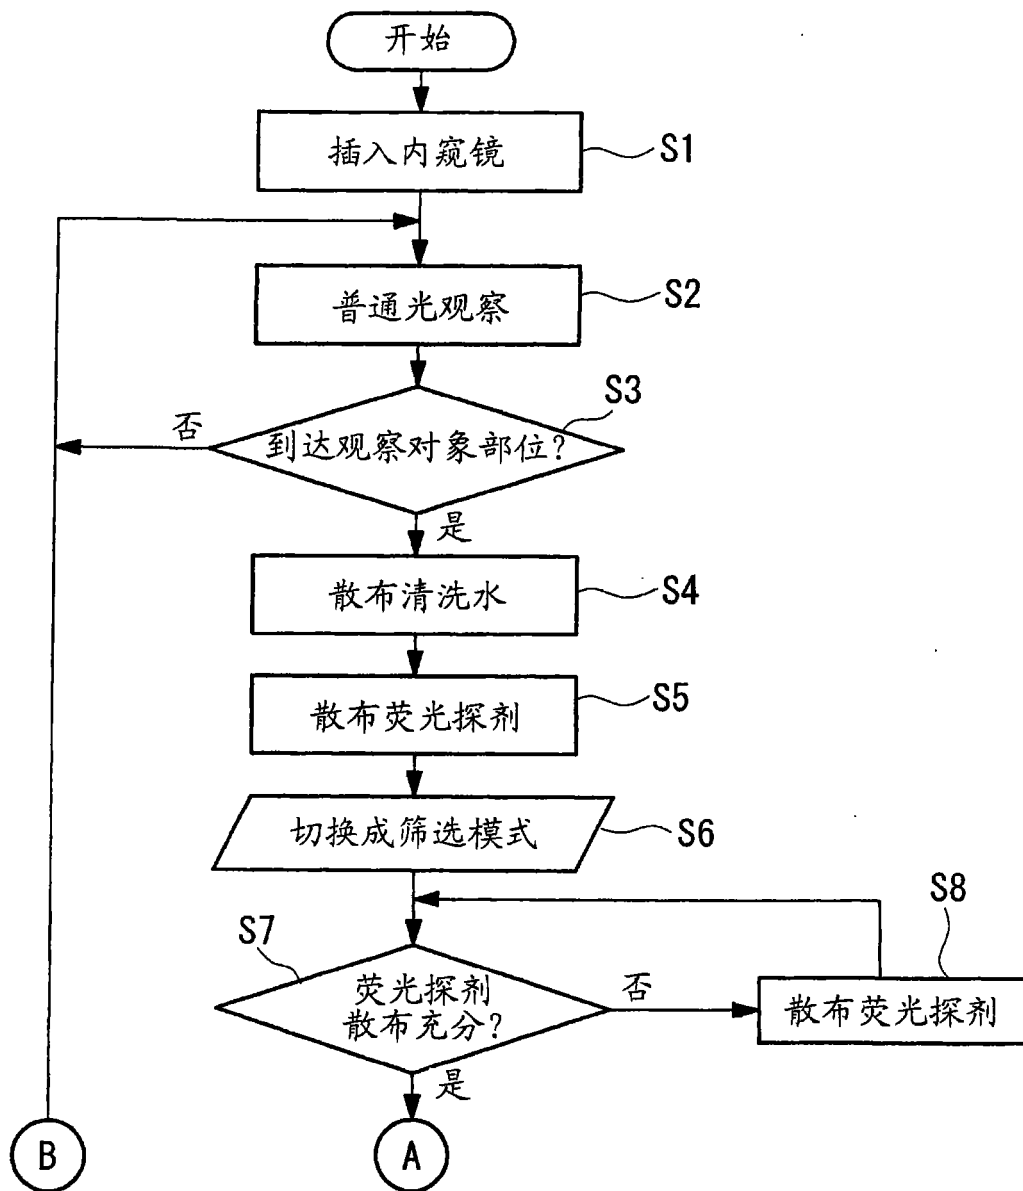 开始
插入内窥镜
S1
普通光观察
S2
S3
否
到达观察对象部位?
是
散布清洗水
S4
散布荧光探剂
S5
切换成筛选模式
S6
S7
S8
荧光探剂
散布充分?
否
散布荧光探剂
是
B
A